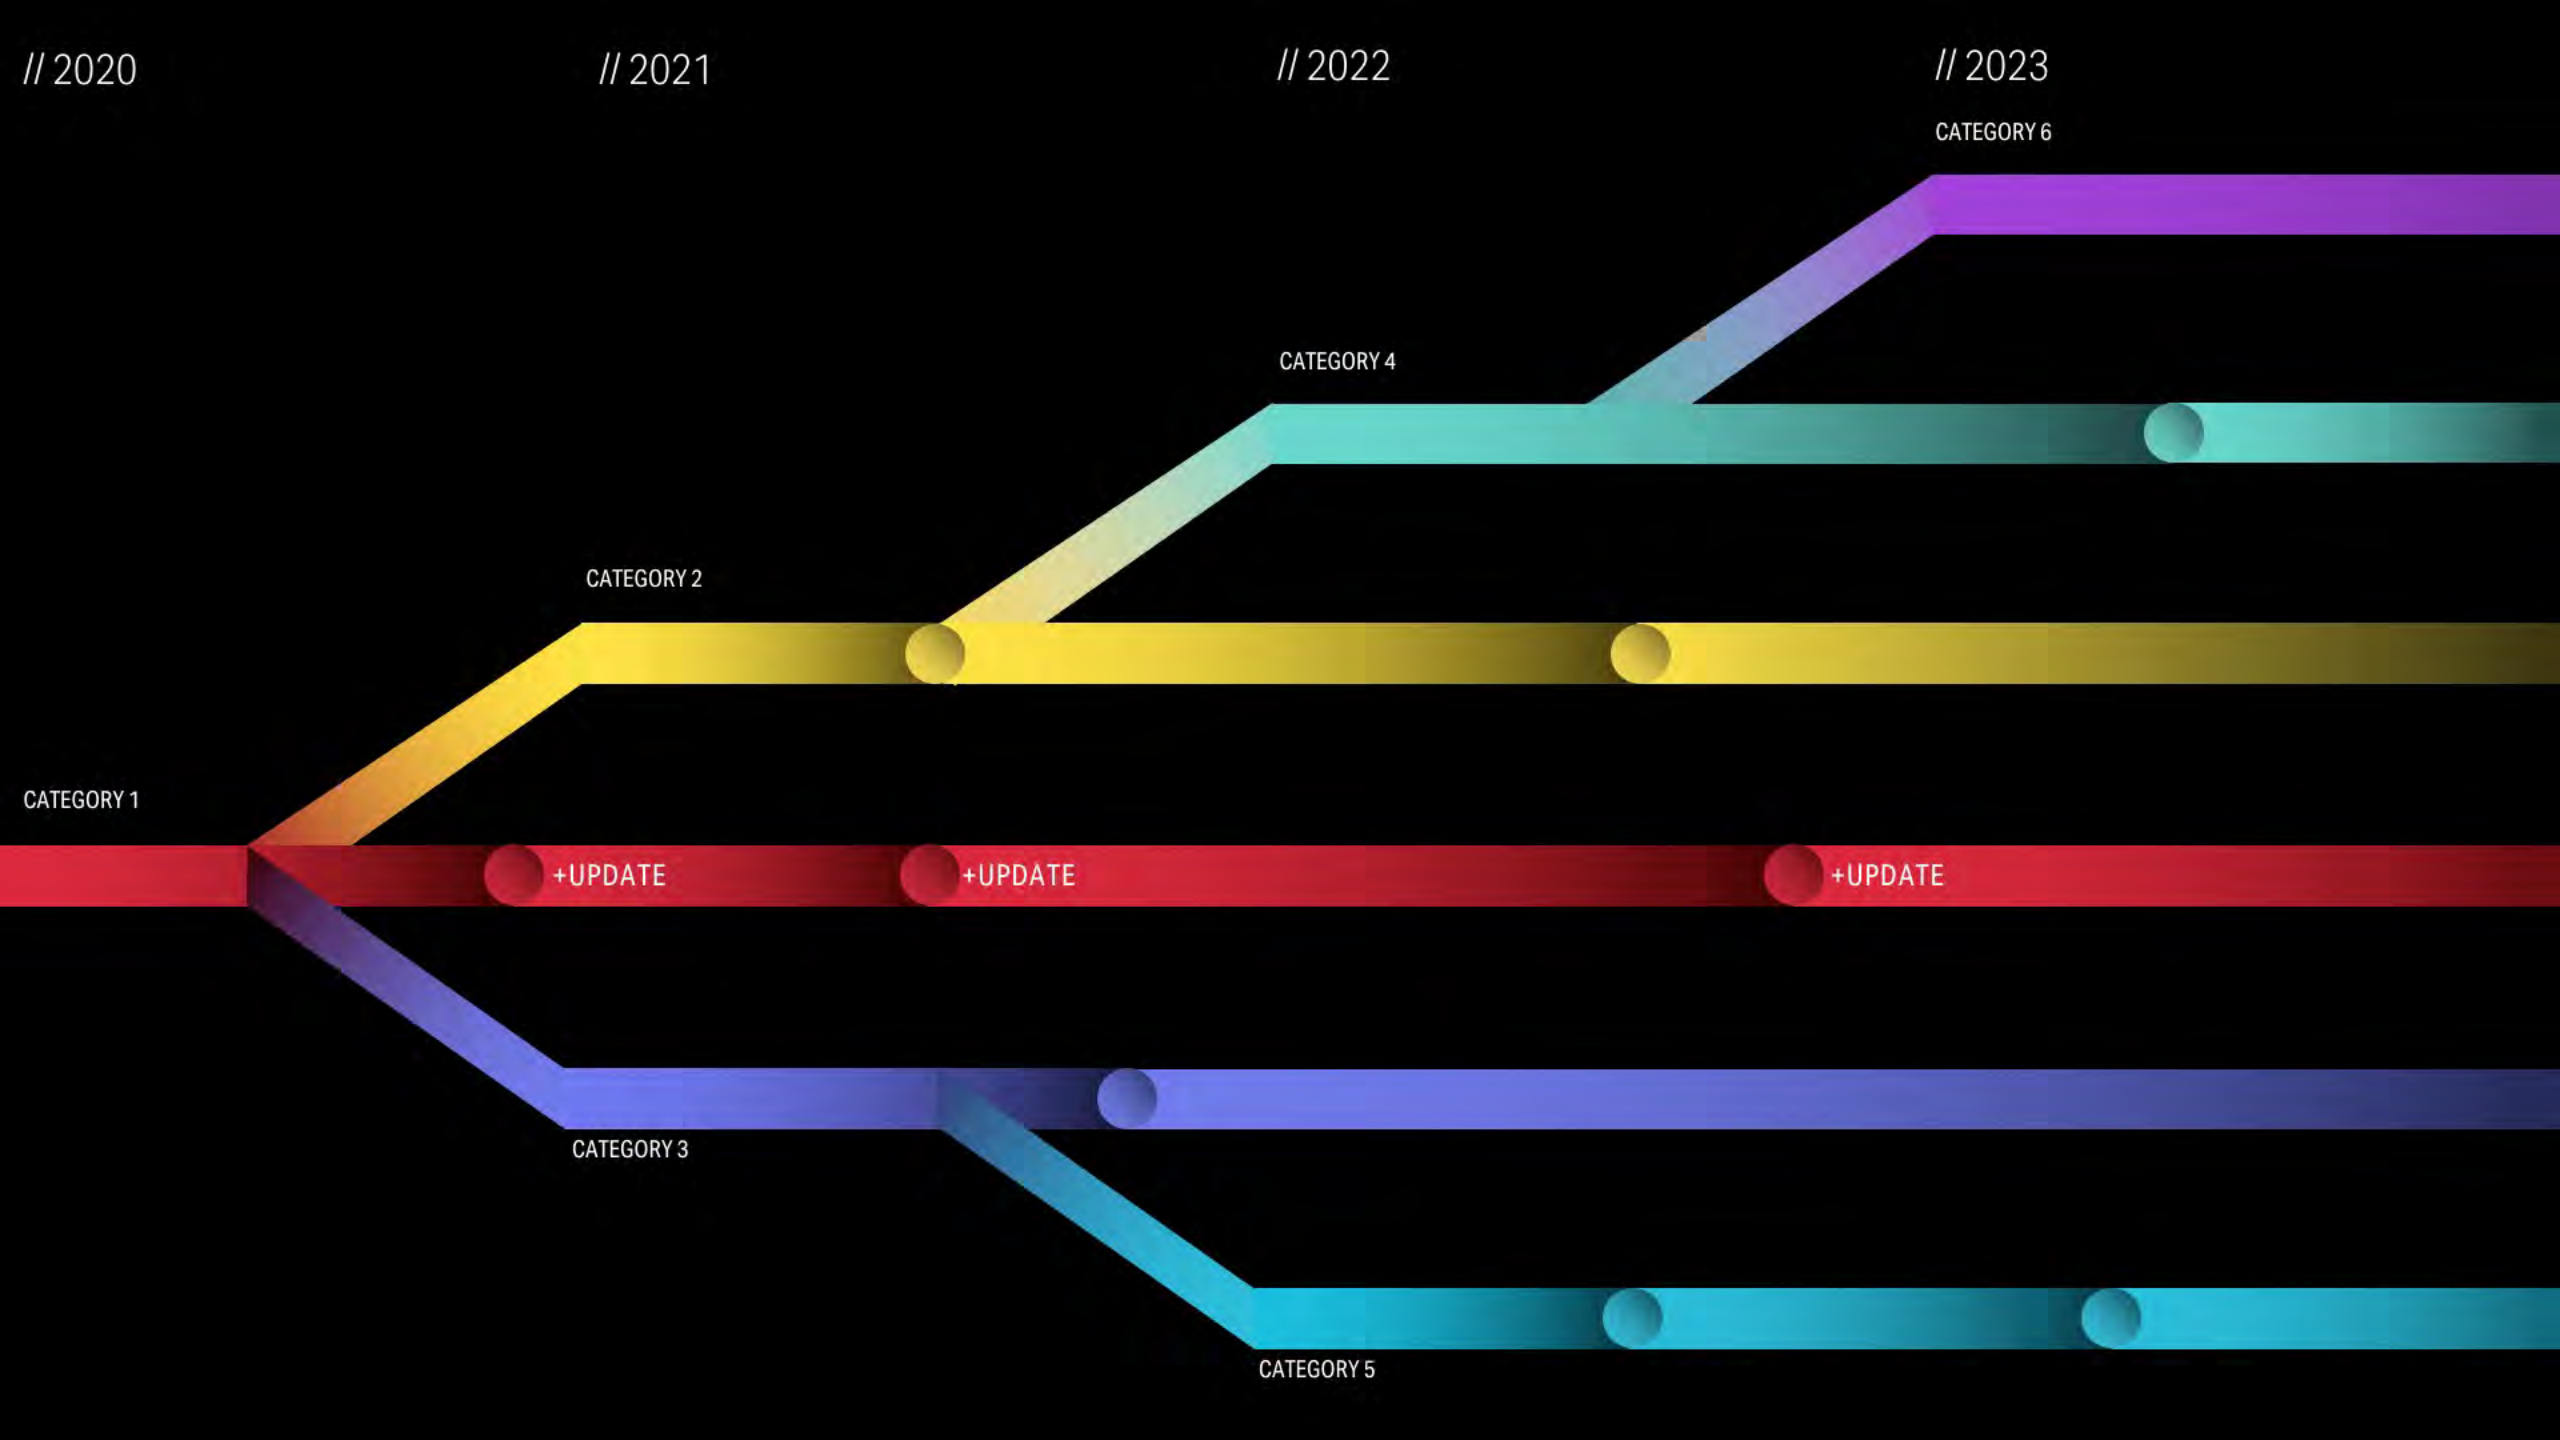 // 2020
// 2021
// 2022
// 2023
CATEGORY 6
CATEGORY 4
CATEGORY 2
CATEGORY 1
+UPDATE
+UPDATE
+UPDATE
CATEGORY 3
CATEGORY 5